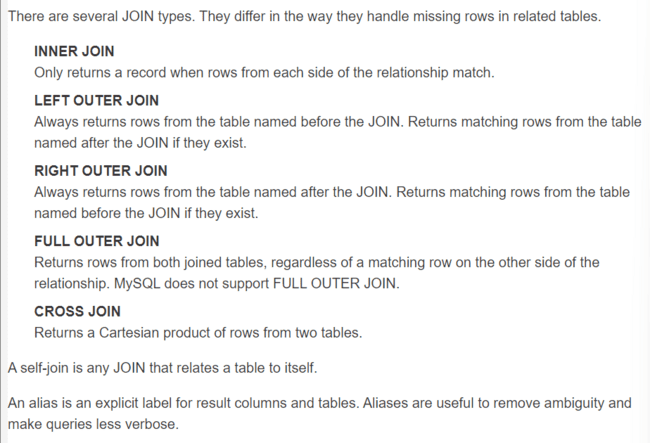 There are several JOIN types. They differ in the way they handle missing rows in related tables.
INNER JOIN
Only returns a record when rows from each side of the relationship match.
LEFT OUTER JOIN
Always returns rows from the table named before the JOIN. Returns matching rows from the table
named after the JOIN if they exist.
RIGHT OUTER JOIN
Always returns rows from the table named after the JOIN. Returns matching rows from the table
named before the JOIN if they exist.
FULL OUTER JOIN
Returns rows from both joined tables, regardless of a matching row on the other side of the
relationship. MySQL does not support FULL OUTER JOIN.
CROSS JOIN
Returns a Cartesian product of rows from two tables.
A self-join is any JOIN that relates a table to itself.
An alias is an explicit label for result columns and tables. Aliases are useful to remove ambiguity and
make queries less verbose.